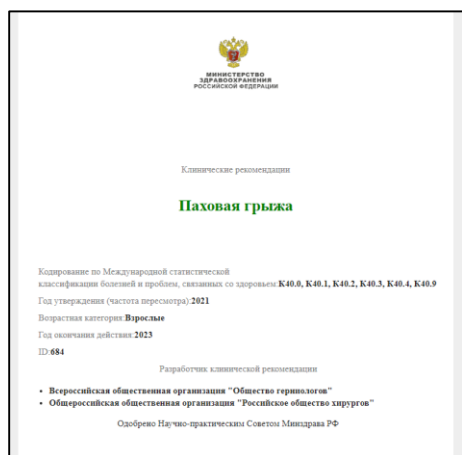 МИНИСТЕРСТВО
ЗДРАВООХРАНЕНИЯ
РОССИЙСКОЙ ФЕДЕРАЦИИ
Клинические рекомендации
Паховая грыжа
Кодирование по Международной статистической
классификации болезней и проблем, связанных со здоровьем:K40.0, K40.1, K40.2, K40.3, K40.4, K40.9
Год утверждения (частота пересмотра):2021
Возрастная категория:Взрослые
Год окончания действия:2023
ID:684
Разработчик клинической рекомендации
• Всероссийская общественная организация "Общество герниологов"
• Общероссийская общественная организация "Российское общество хирургов"
Одобрено Научно-практическим Советом Минздрава РФ